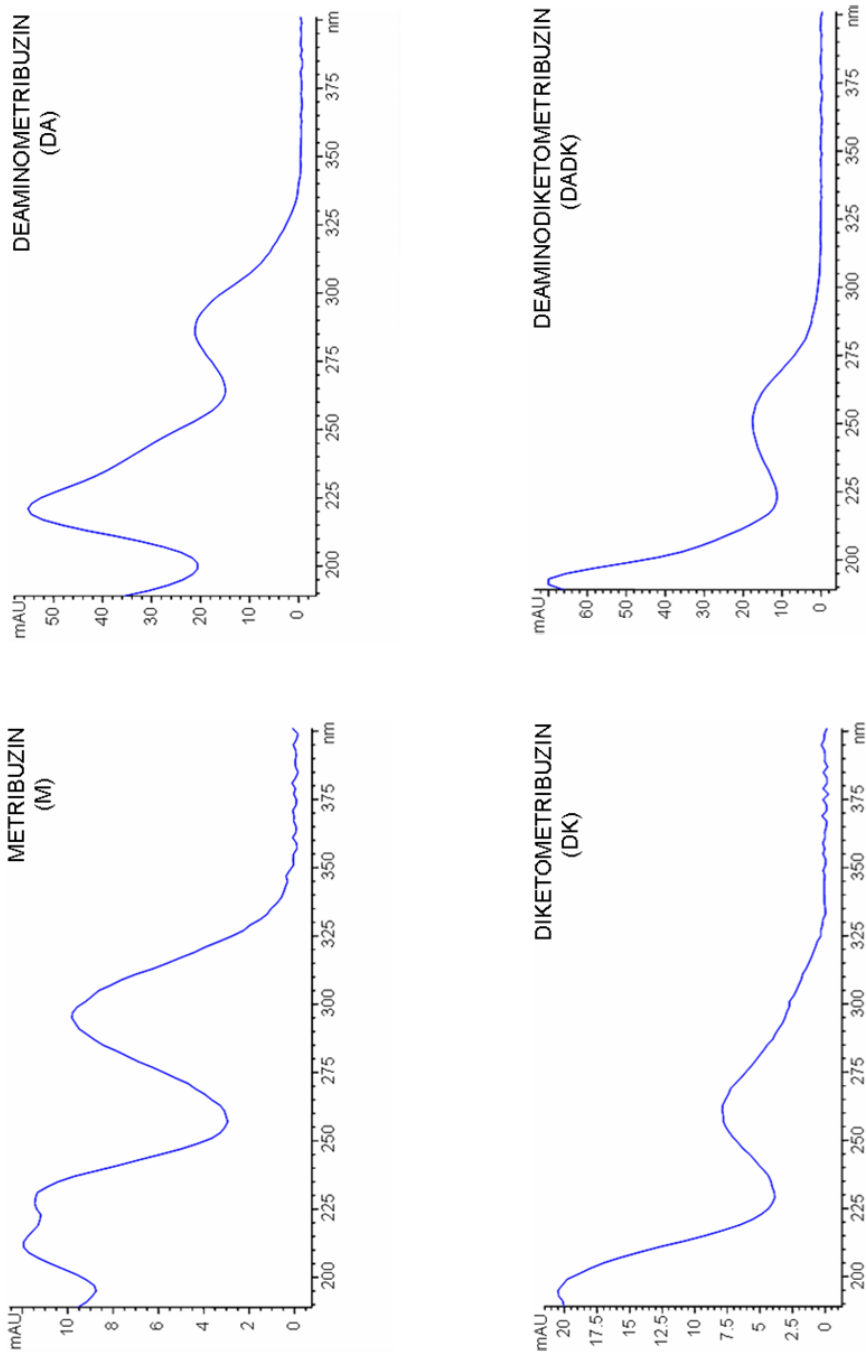 METRIBUZIN
(M)
mAU
10
8
6
4
2
0
200 225 250 275 300 325 350 375 nm
DEAMINOMETRIBUZIN
(DA)
mAU
50
40
30
20
10
0
200 225 250 275 300 325 350 375 nm
DIKETOMETRIBUZIN
(DK)
mAU
20
17.5
15
12.5
10
7.5
5
2.5
0
200 225 250 275 300 325 350 375 nm
DEAMINODIKETOMETRIBUZIN
(DADK)
mAU
60
50
40
30
20
10
0
200 225 250 275 300 325 350 375 nm